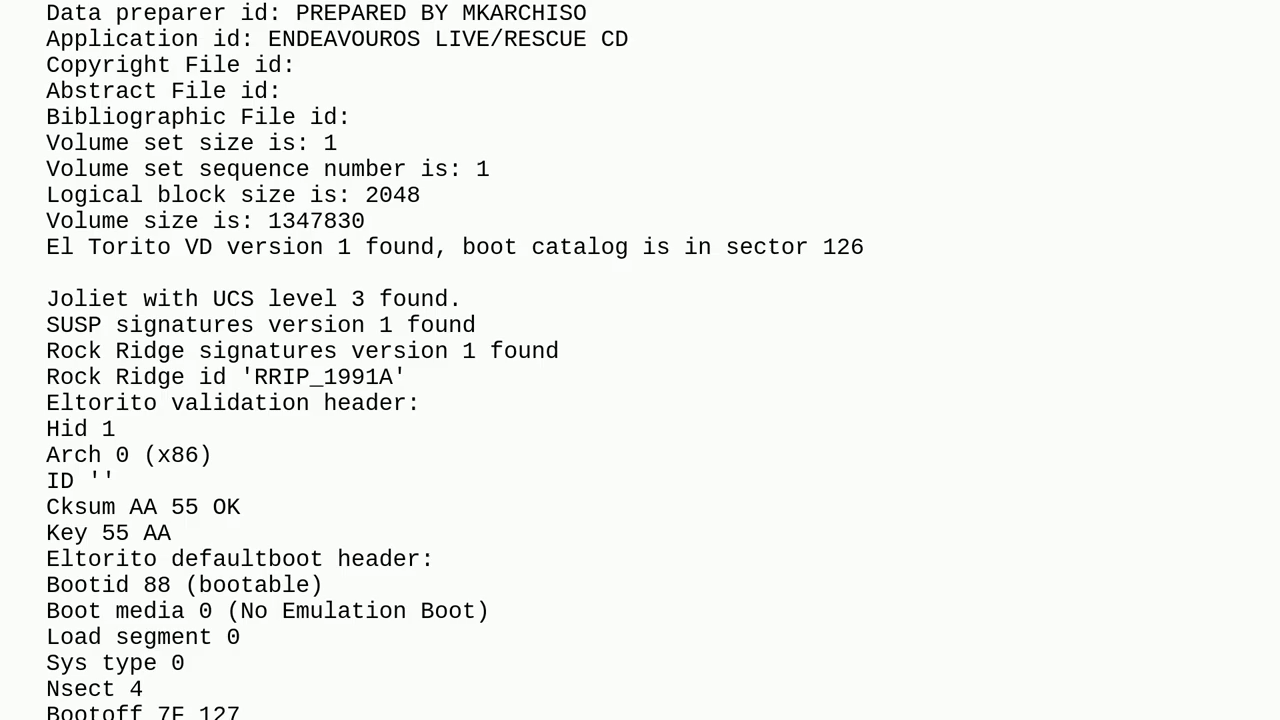 Data preparer id: PREPARED BY MKARCHISO
Application id: ENDEAVOUROS LIVE/RESCUE CD
Copyright File id:
Abstract File id:
Bibliographic File id:
Volume set size is: 1
Volume set sequence number is: 1
Logical block size is: 2048
Volume size is: 1347830
El Torito VD version 1 found, boot catalog is in sector 126

Joliet with UCS level 3 found.
SUSP signatures version 1 found
Rock Ridge signatures version 1 found
Rock Ridge id 'RRIP_1991A'
Eltorito validation header:
Hid 1
Arch 0 (x86)
ID ''
Cksum AA 55 OK
Key 55 AA
Eltorito defaultboot header:
Bootid 88 (bootable)
Boot media 0 (No Emulation Boot)
Load segment 0
Sys type 0
Nsect 4
Bootoff 7F 127